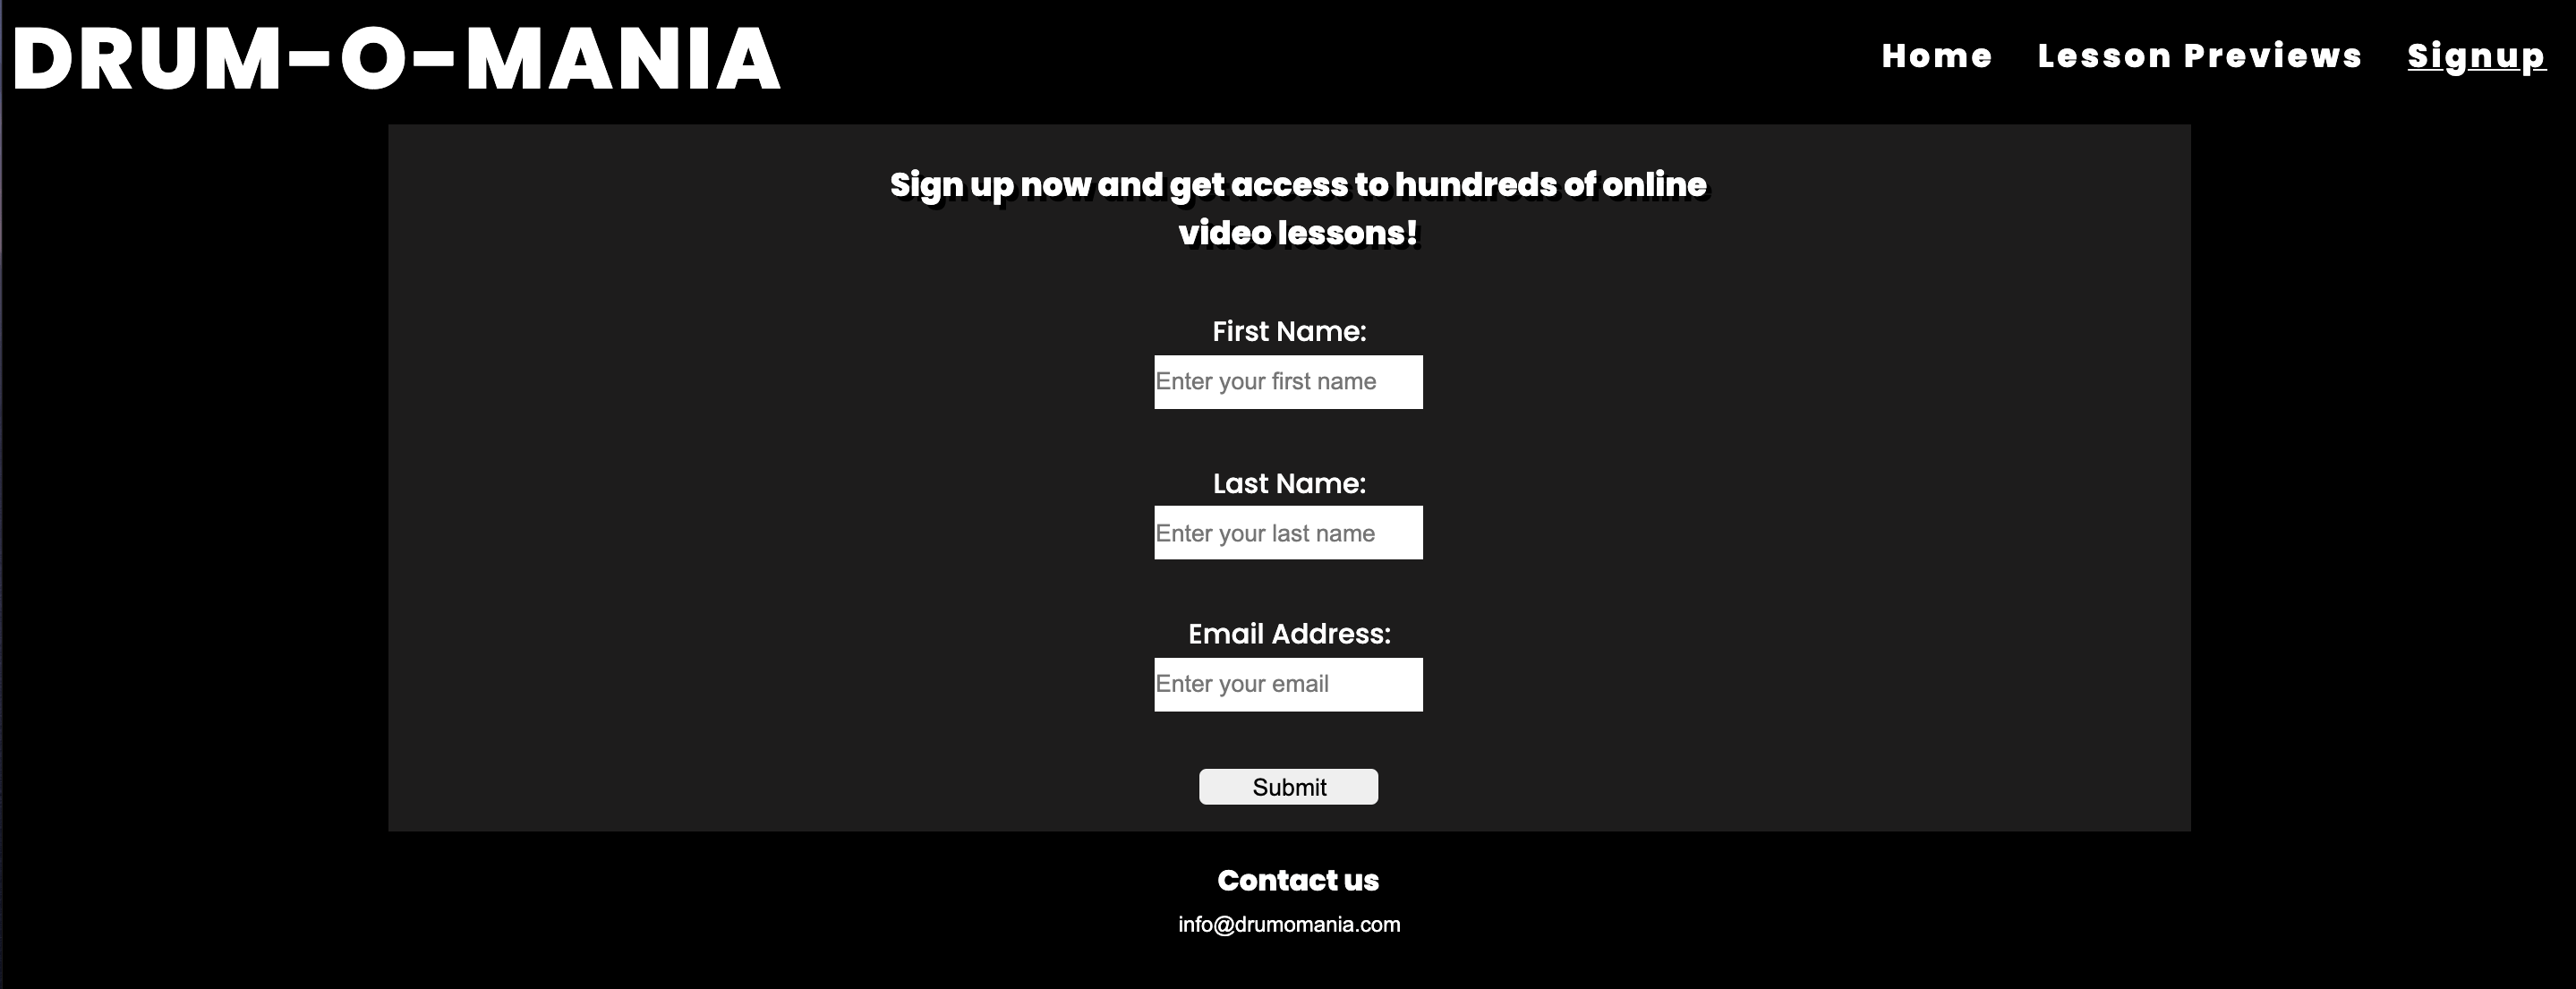 DRUM-O-MANIA
Home Lesson Previews Signup
Sign up now and get access to hundreds of online
video lessons!
First Name:
Enter your first name
Last Name:
Enter your last name
Email Address:
Enter your email
Submit
Contact us
info@drumomania.com